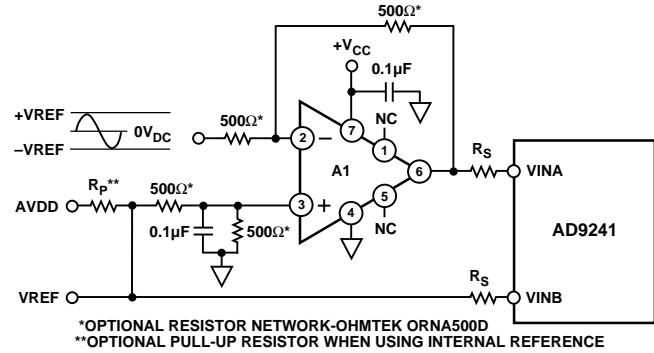 500Ω*
+VCC
0.1µF
+VREF
0VDC
–VREF
500Ω*
NC
2
–
7
1
A1
6
RS
VINA
RP**
AVDD
500Ω*
3
+
5
4
NC
0.1µF
500Ω*
AD9241
VREF
RS
VINB
*OPTIONAL RESISTOR NETWORK-OHMTEK ORNA500D
**OPTIONAL PULL-UP RESISTOR WHEN USING INTERNAL REFERENCE